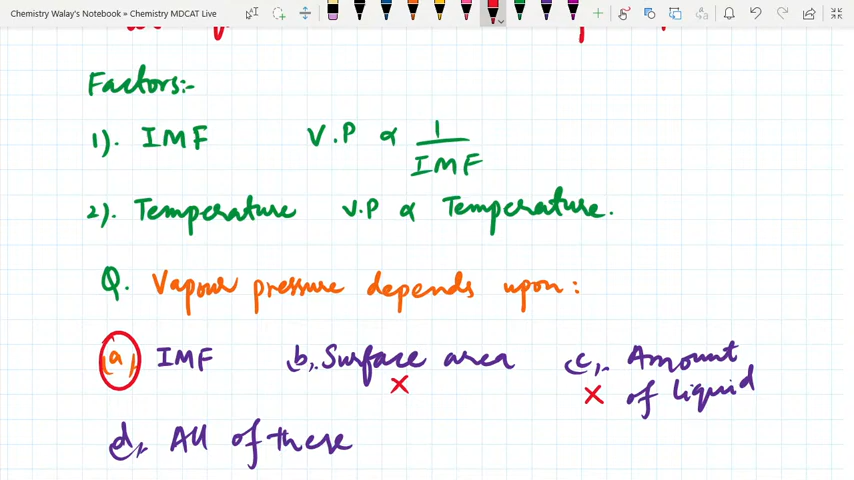 Chemistry Walay's Notebook » Chemistry MDCAT Live
Factors:-
1). IMF V.P ∝ 1/IMF
2). Temperature V.P ∝ Temperature.
Q. Vapour pressure depends upon:
(a), IMF b,. Surface area c,. Amount of liquid
d, All of these